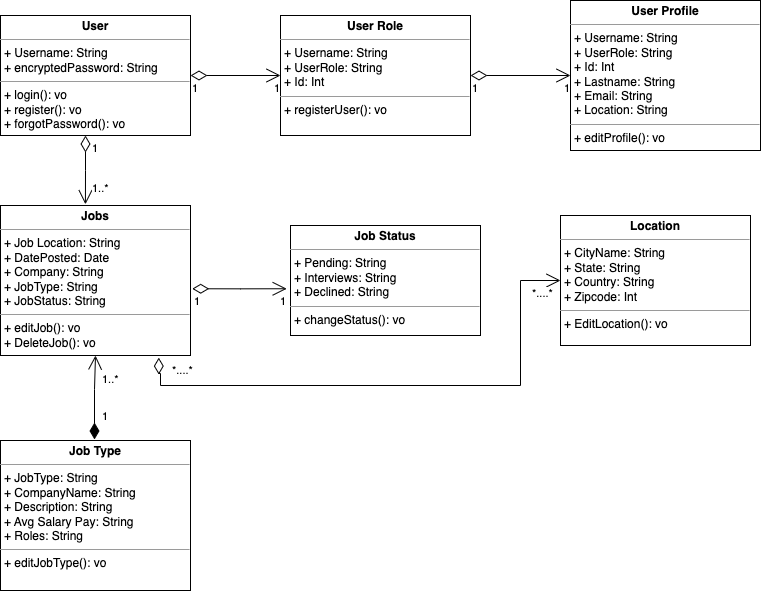 User
+ Username: String
+ encryptedPassword: String
+ login(): vo
+ register(): vo
+ forgotPassword(): vo
1
1
User Role
+ Username: String
+ UserRole: String
+ Id: Int
+ registerUser(): vo
1
1
User Profile
+ Username: String
+ UserRole: String
+ Id: Int
+ Lastname: String
+ Email: String
+ Location: String
+ editProfile(): vo
1
1..*
Jobs
+ Job Location: String
+ DatePosted: Date
+ Company: String
+ JobType: String
+ JobStatus: String
+ editJob(): vo
+ DeleteJob(): vo
1
1
Job Status
+ Pending: String
+ Interviews: String
+ Declined: String
+ changeStatus(): vo
Location
+ CityName: String
+ State: String
+ Country: String
+ Zipcode: Int
+ EditLocation(): vo
*....*
*....*
1..*
1
Job Type
+ JobType: String
+ CompanyName: String
+ Description: String
+ Avg Salary Pay: String
+ Roles: String
+ editJobType(): vo